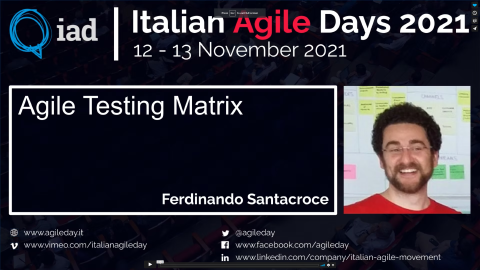 iad
Italian Agile Days 2021
12 - 13 November 2021
Agile Testing Matrix
Ferdinando Santacroce
www.agileday.it
www.vimeo.com/italianagileday
@agileday
www.facebook.com/agileday
www.linkedin.com/company/italian-agile-movement